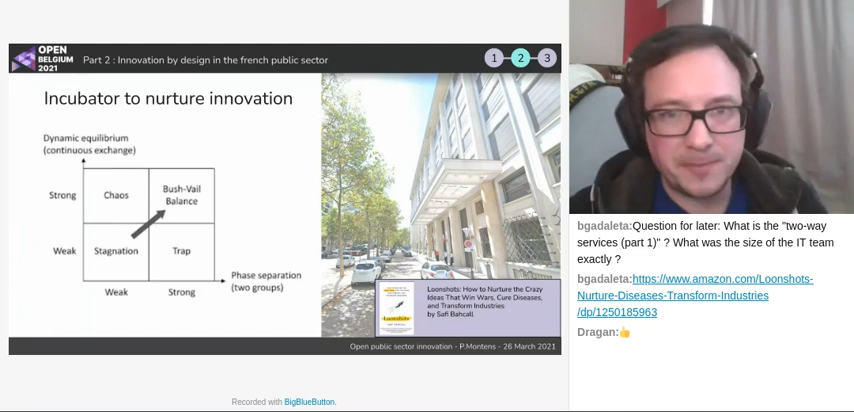 OPEN
BELGIUM
2021
Part 2 : Innovation by design in the french public sector
1 2 3
Incubator to nurture innovation
Dynamic equilibrium
(continuous exchange)
Strong
Chaos
Bush-Vail
Balance
Weak
Stagnation
Trap
Phase separation
(two groups)
Weak
Strong
Loonshots
Loonshots: How to Nurture the Crazy
Ideas That Win Wars, Cure Diseases,
and Transform Industries
by Safi Bahcall
Open public sector innovation - P.Montens - 26 March 2021
Recorded with BigBlueButton.
bgadaleta:Question for later: What is the "two-way
services (part 1)" ? What was the size of the IT team
exactly ?
bgadaleta:https://www.amazon.com/Loonshots-
Nurture-Diseases-Transform-Industries
/dp/1250185963
Dragan:👍